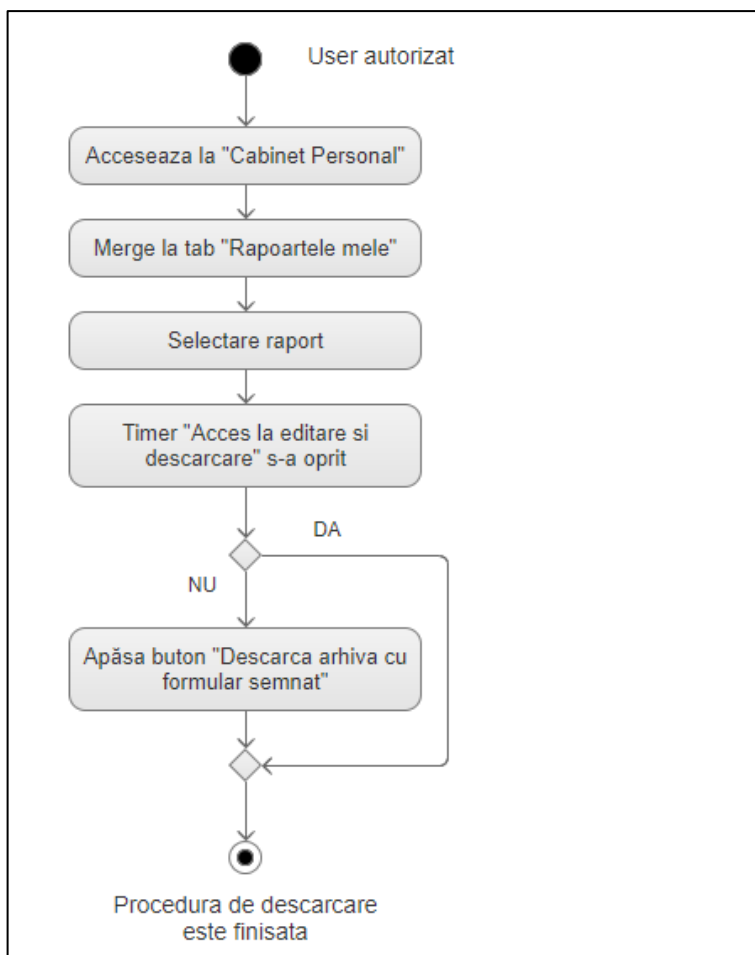 User autorizat
Acceseaza la "Cabinet Personal"
Merge la tab "Rapoartele mele"
Selectare raport
Timer "Acces la editare si
descarcare" s-a oprit
DA
NU
Apăsa buton "Descarca arhiva cu
formular semnat"
Procedura de descarcare
este finisata